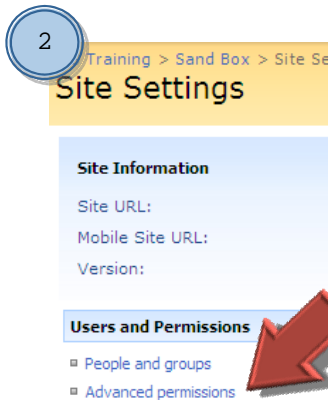 2
Training > Sand Box > Site Se
Site Settings
Site Information
Site URL:
Mobile Site URL:
Version:
Users and Permissions
People and groups
Advanced permissions